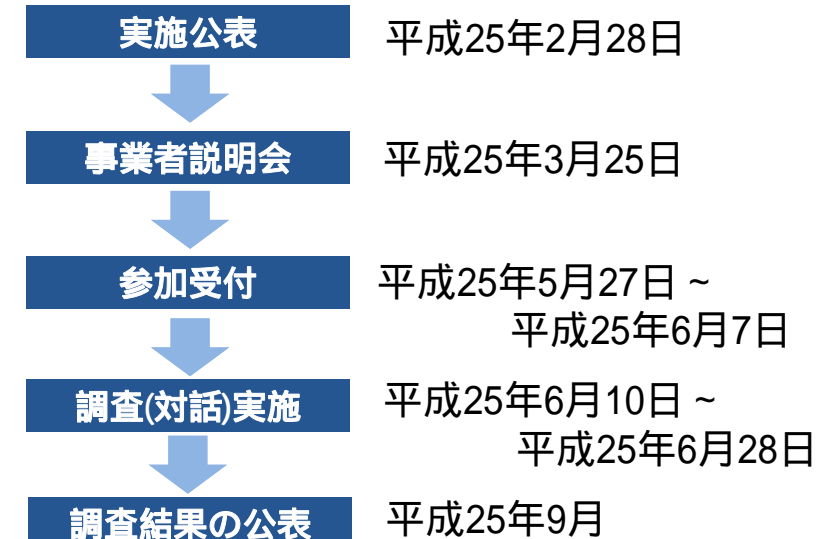 実施公表
平成25年2月28日
事業者説明会
平成25年3月25日
参加受付
平成25年5月27日 ~
平成25年6月7日
調査(対話)実施
平成25年6月10日 ~
平成25年6月28日
調査結果の公表
平成25年9月